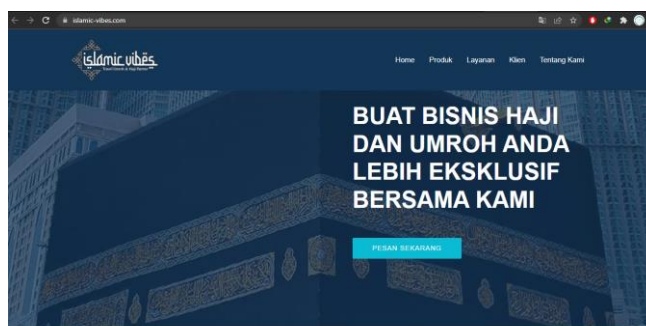 islamic-vibes.com
islamic vibes
Home Produk Layanan Klien Tentang Kami
BUAT BISNIS HAJI
DAN UMROH ANDA
LEBIH EKSKLUSIF
BERSAMA KAMI
PESAN SEKARANG